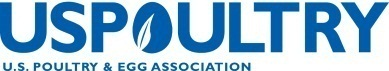 USPOULTRY
U.S. POULTRY & EGG ASSOCIATION